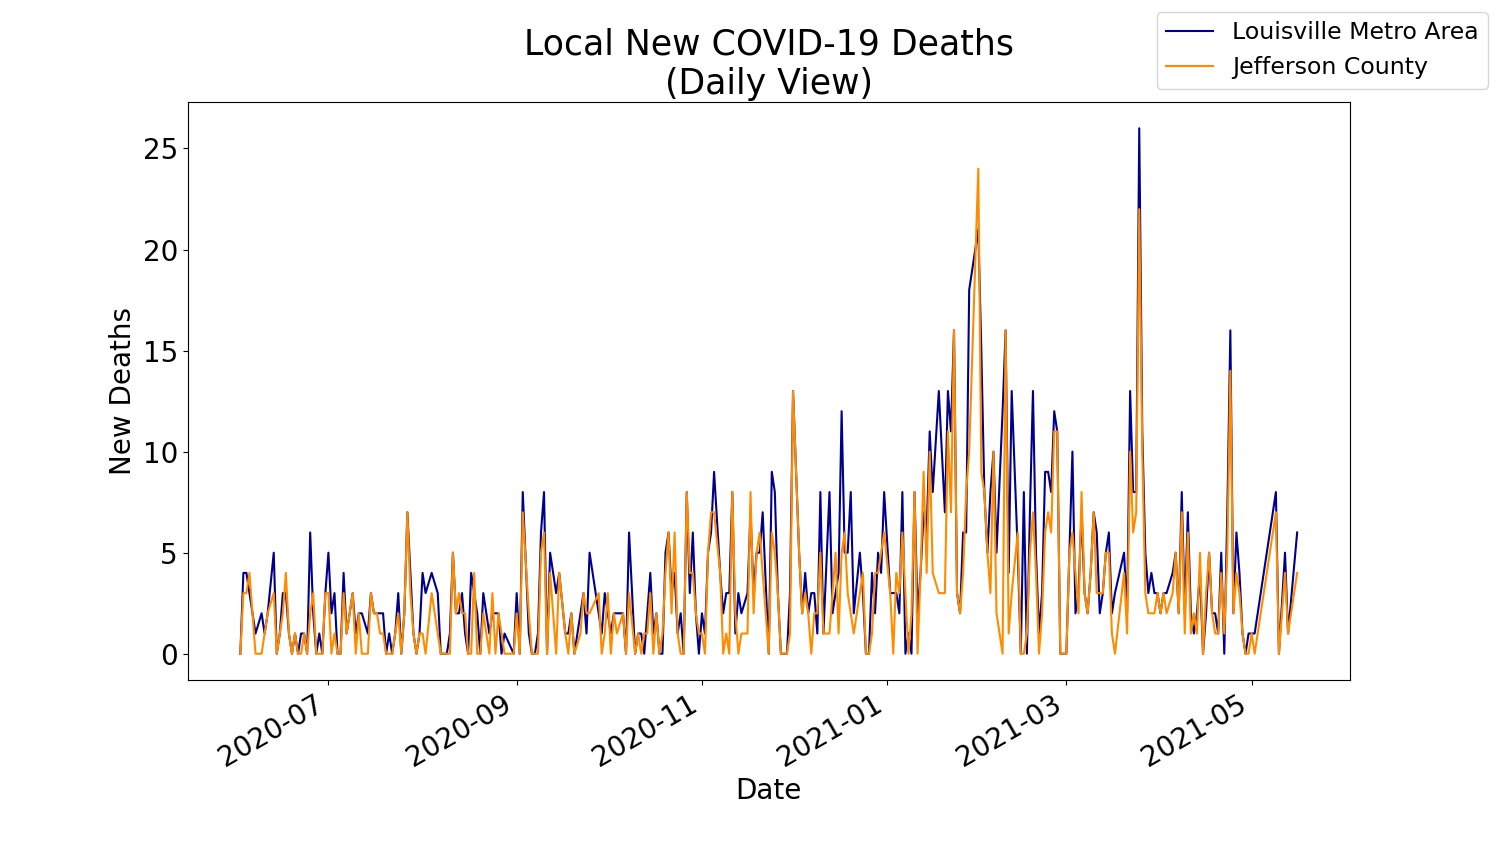 Local New COVID-19 Deaths
(Daily View)
Louisville Metro Area
Jefferson County
New Deaths
25
20
15
10
5
0
2020-07
2020-09
2020-11
2021-01
2021-03
2021-05
Date